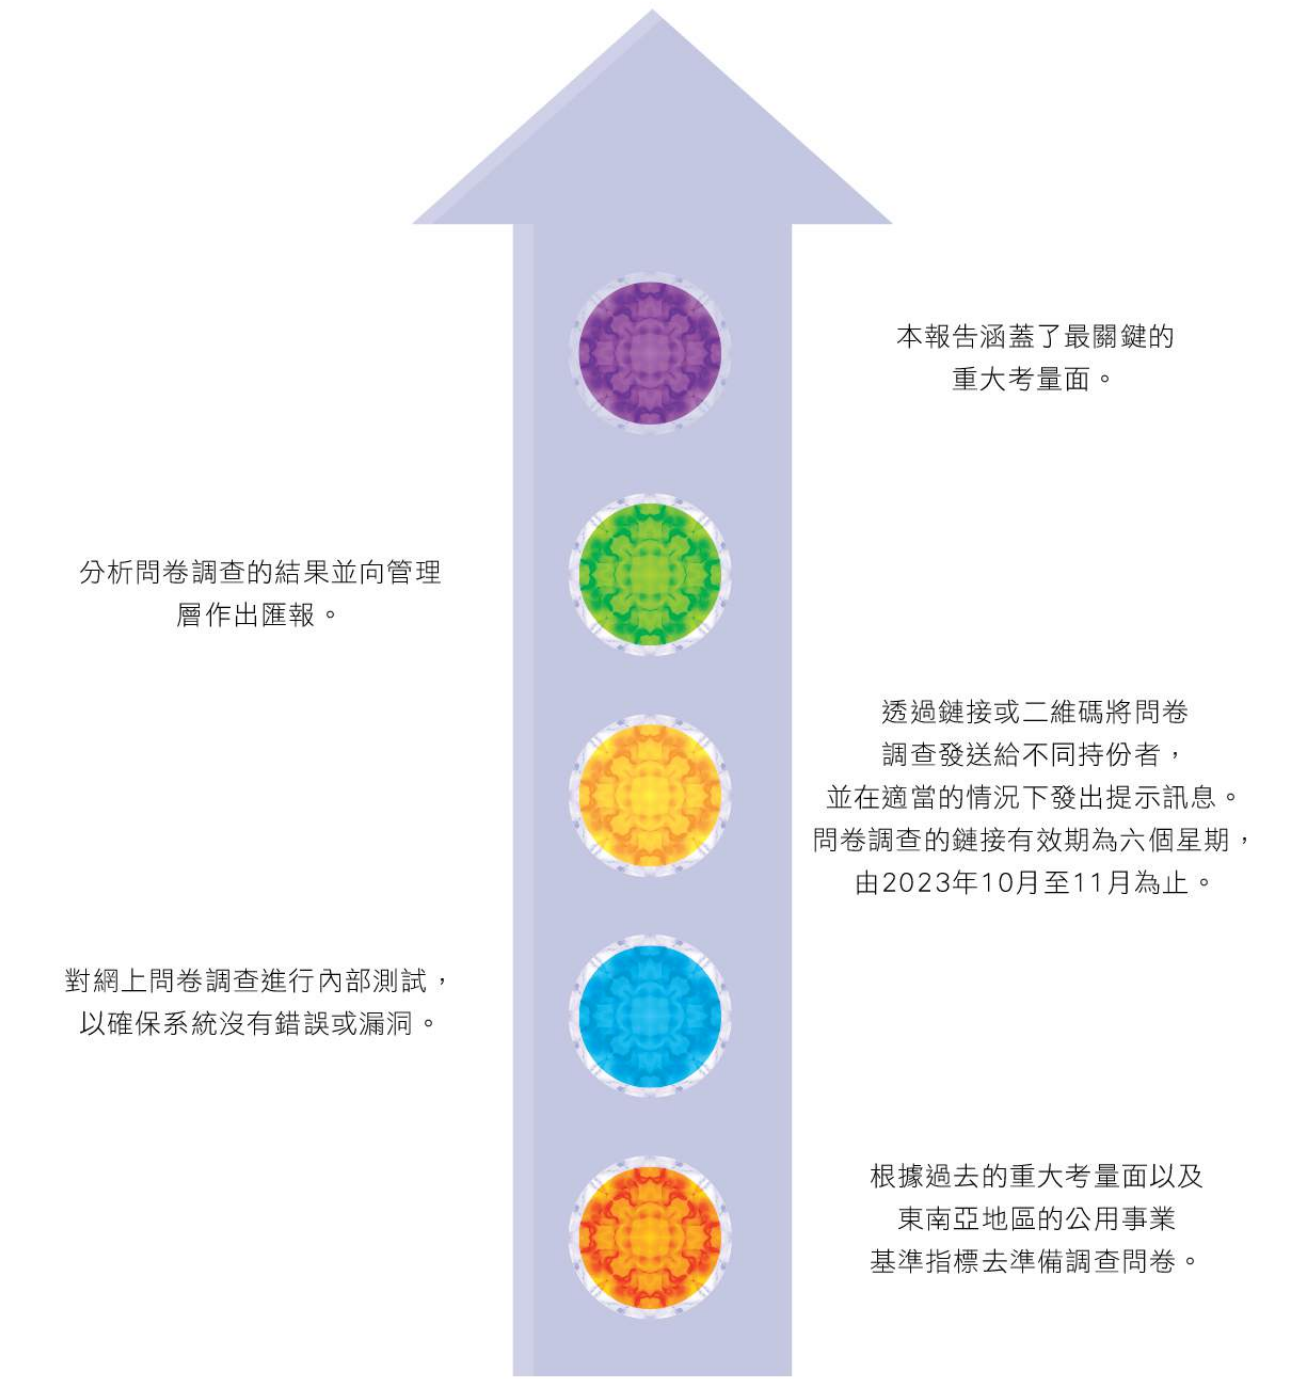 本報告涵蓋了最關鍵的
重大考量面。
分析問卷調查的結果並向管理
層作出匯報。
透過鏈接或二維碼將問卷
調查發送給不同持份者，
並在適當的情況下發出提示訊息。
問卷調查的鏈接有效期為六個星期，
由2023年10月至11月為止。
對網上問卷調查進行內部測試，
以確保系統沒有錯誤或漏洞。
根據過去的重大考量面以及
東南亞地區的公用事業
基準指標去準備調查問卷。